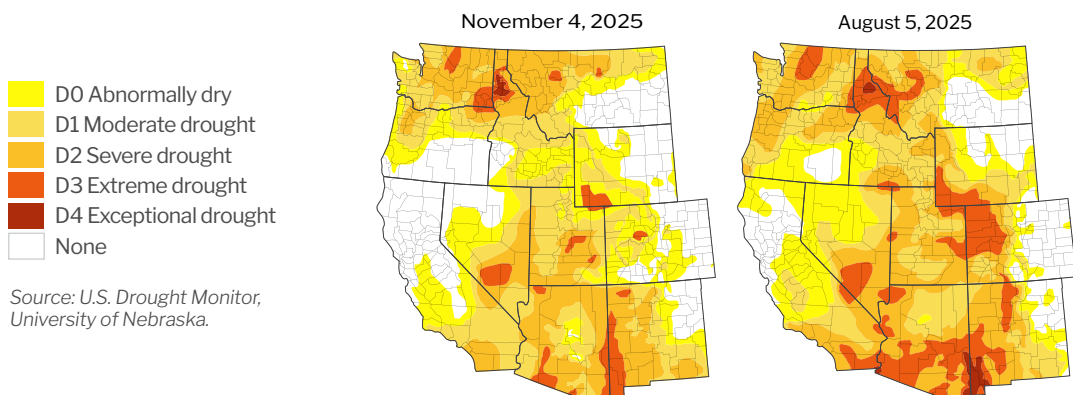 November 4, 2025
August 5, 2025
D0 Abnormally dry
D1 Moderate drought
D2 Severe drought
D3 Extreme drought
D4 Exceptional drought
None
Source: U.S. Drought Monitor,
University of Nebraska.